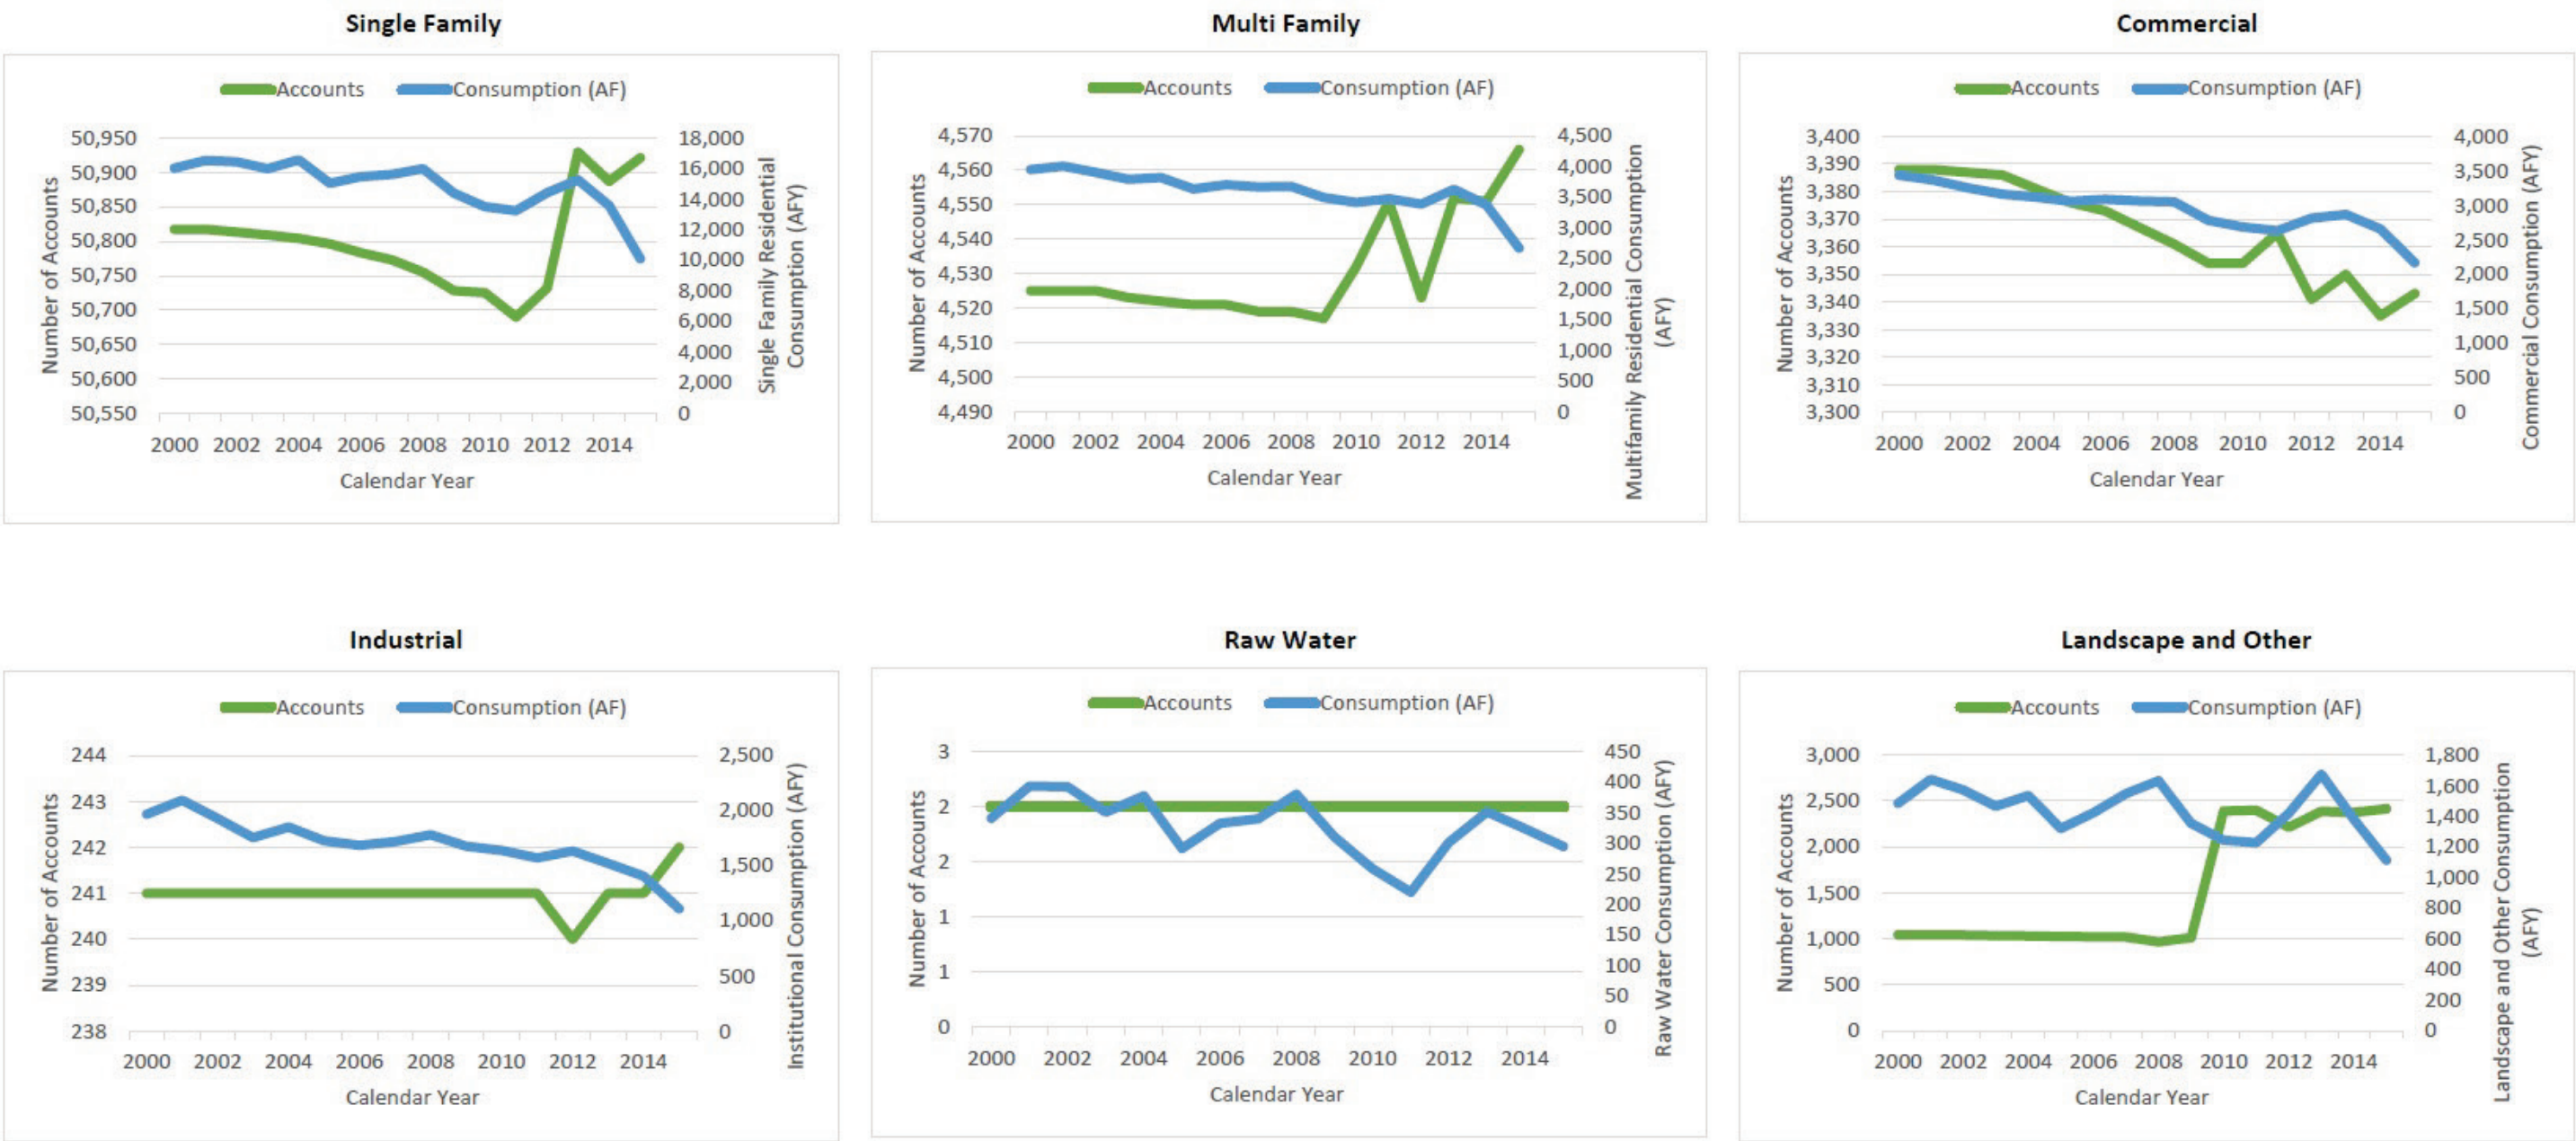 Single Family
Accounts Consumption (AF)
50,950
50,900
50,850
50,800
50,750
50,700
50,650
50,600
50,550
Number of Accounts
18,000
16,000
14,000
12,000
10,000
8,000
6,000
4,000
2,000
0
Single Family Residential
Consumption (AFY)
2000 2002 2004 2006 2008 2010 2012 2014
Calendar Year
Multi Family
Accounts Consumption (AF)
4,570
4,560
4,550
4,540
4,530
4,520
4,510
4,500
4,490
Number of Accounts
4,500
4,000
3,500
3,000
2,500
2,000
1,500
1,000
500
0
Multifamily Residential Consumption
(AFY)
2000 2002 2004 2006 2008 2010 2012 2014
Calendar Year
Commercial
Accounts Consumption (AF)
3,400
3,390
3,380
3,370
3,360
3,350
3,340
3,330
3,320
3,310
3,300
Number of Accounts
4,000
3,500
3,000
2,500
2,000
1,500
1,000
500
0
Commercial Consumption (AFY)
2000 2002 2004 2006 2008 2010 2012 2014
Calendar Year
Industrial
Accounts Consumption (AF)
244
243
242
241
240
239
238
Number of Accounts
2,500
2,000
1,500
1,000
500
0
Institutional Consumption (AFY)
2000 2002 2004 2006 2008 2010 2012 2014
Calendar Year
Raw Water
Accounts Consumption (AF)
3
2
2
1
1
0
Number of Accounts
450
400
350
300
250
200
150
100
50
0
Raw Water Consumption (AFY)
2000 2002 2004 2006 2008 2010 2012 2014
Calendar Year
Landscape and Other
Accounts Consumption (AF)
3,000
2,500
2,000
1,500
1,000
500
0
Number of Accounts
1,800
1,600
1,400
1,200
1,000
800
600
400
200
0
Landscape and Other Consumption
(AFY)
2000 2002 2004 2006 2008 2010 2012 2014
Calendar Year